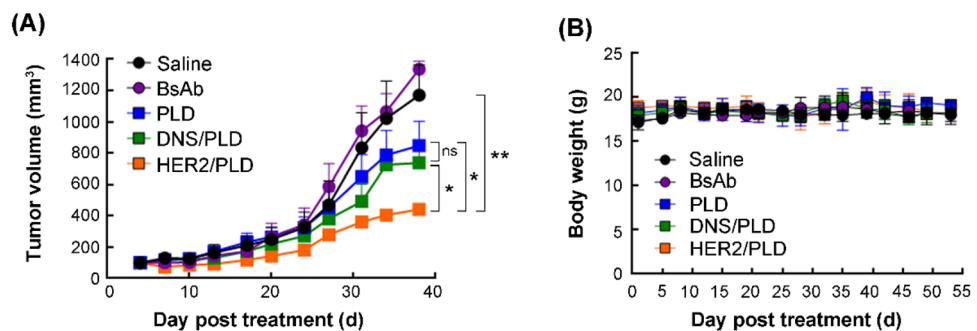 (A)
Tumor volume (mm³)
1400
1200
1000
800
600
400
200
0
Saline
BsAb
PLD
DNS/PLD
HER2/PLD
ns
*
*
**
0 10 20 30 40
Day post treatment (d)
(B)
Body weight (g)
25
20
15
10
5
0
Saline
BsAb
PLD
DNS/PLD
HER2/PLD
0 5 10 15 20 25 30 35 40 45 50 55
Day post treatment (d)